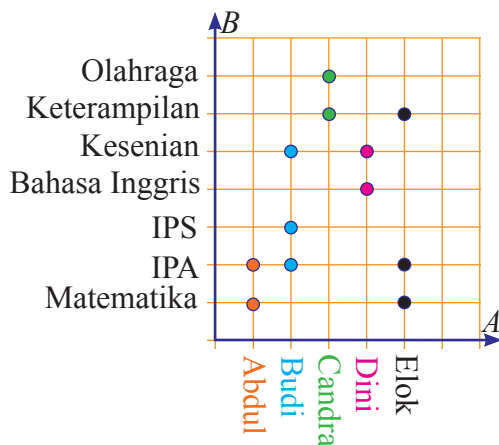 B
Olahraga
Keterampilan
Kesenian
Bahasa Inggris
IPS
IPA
Matematika
A
Abdul
Budi
Candra
Dini
Elok